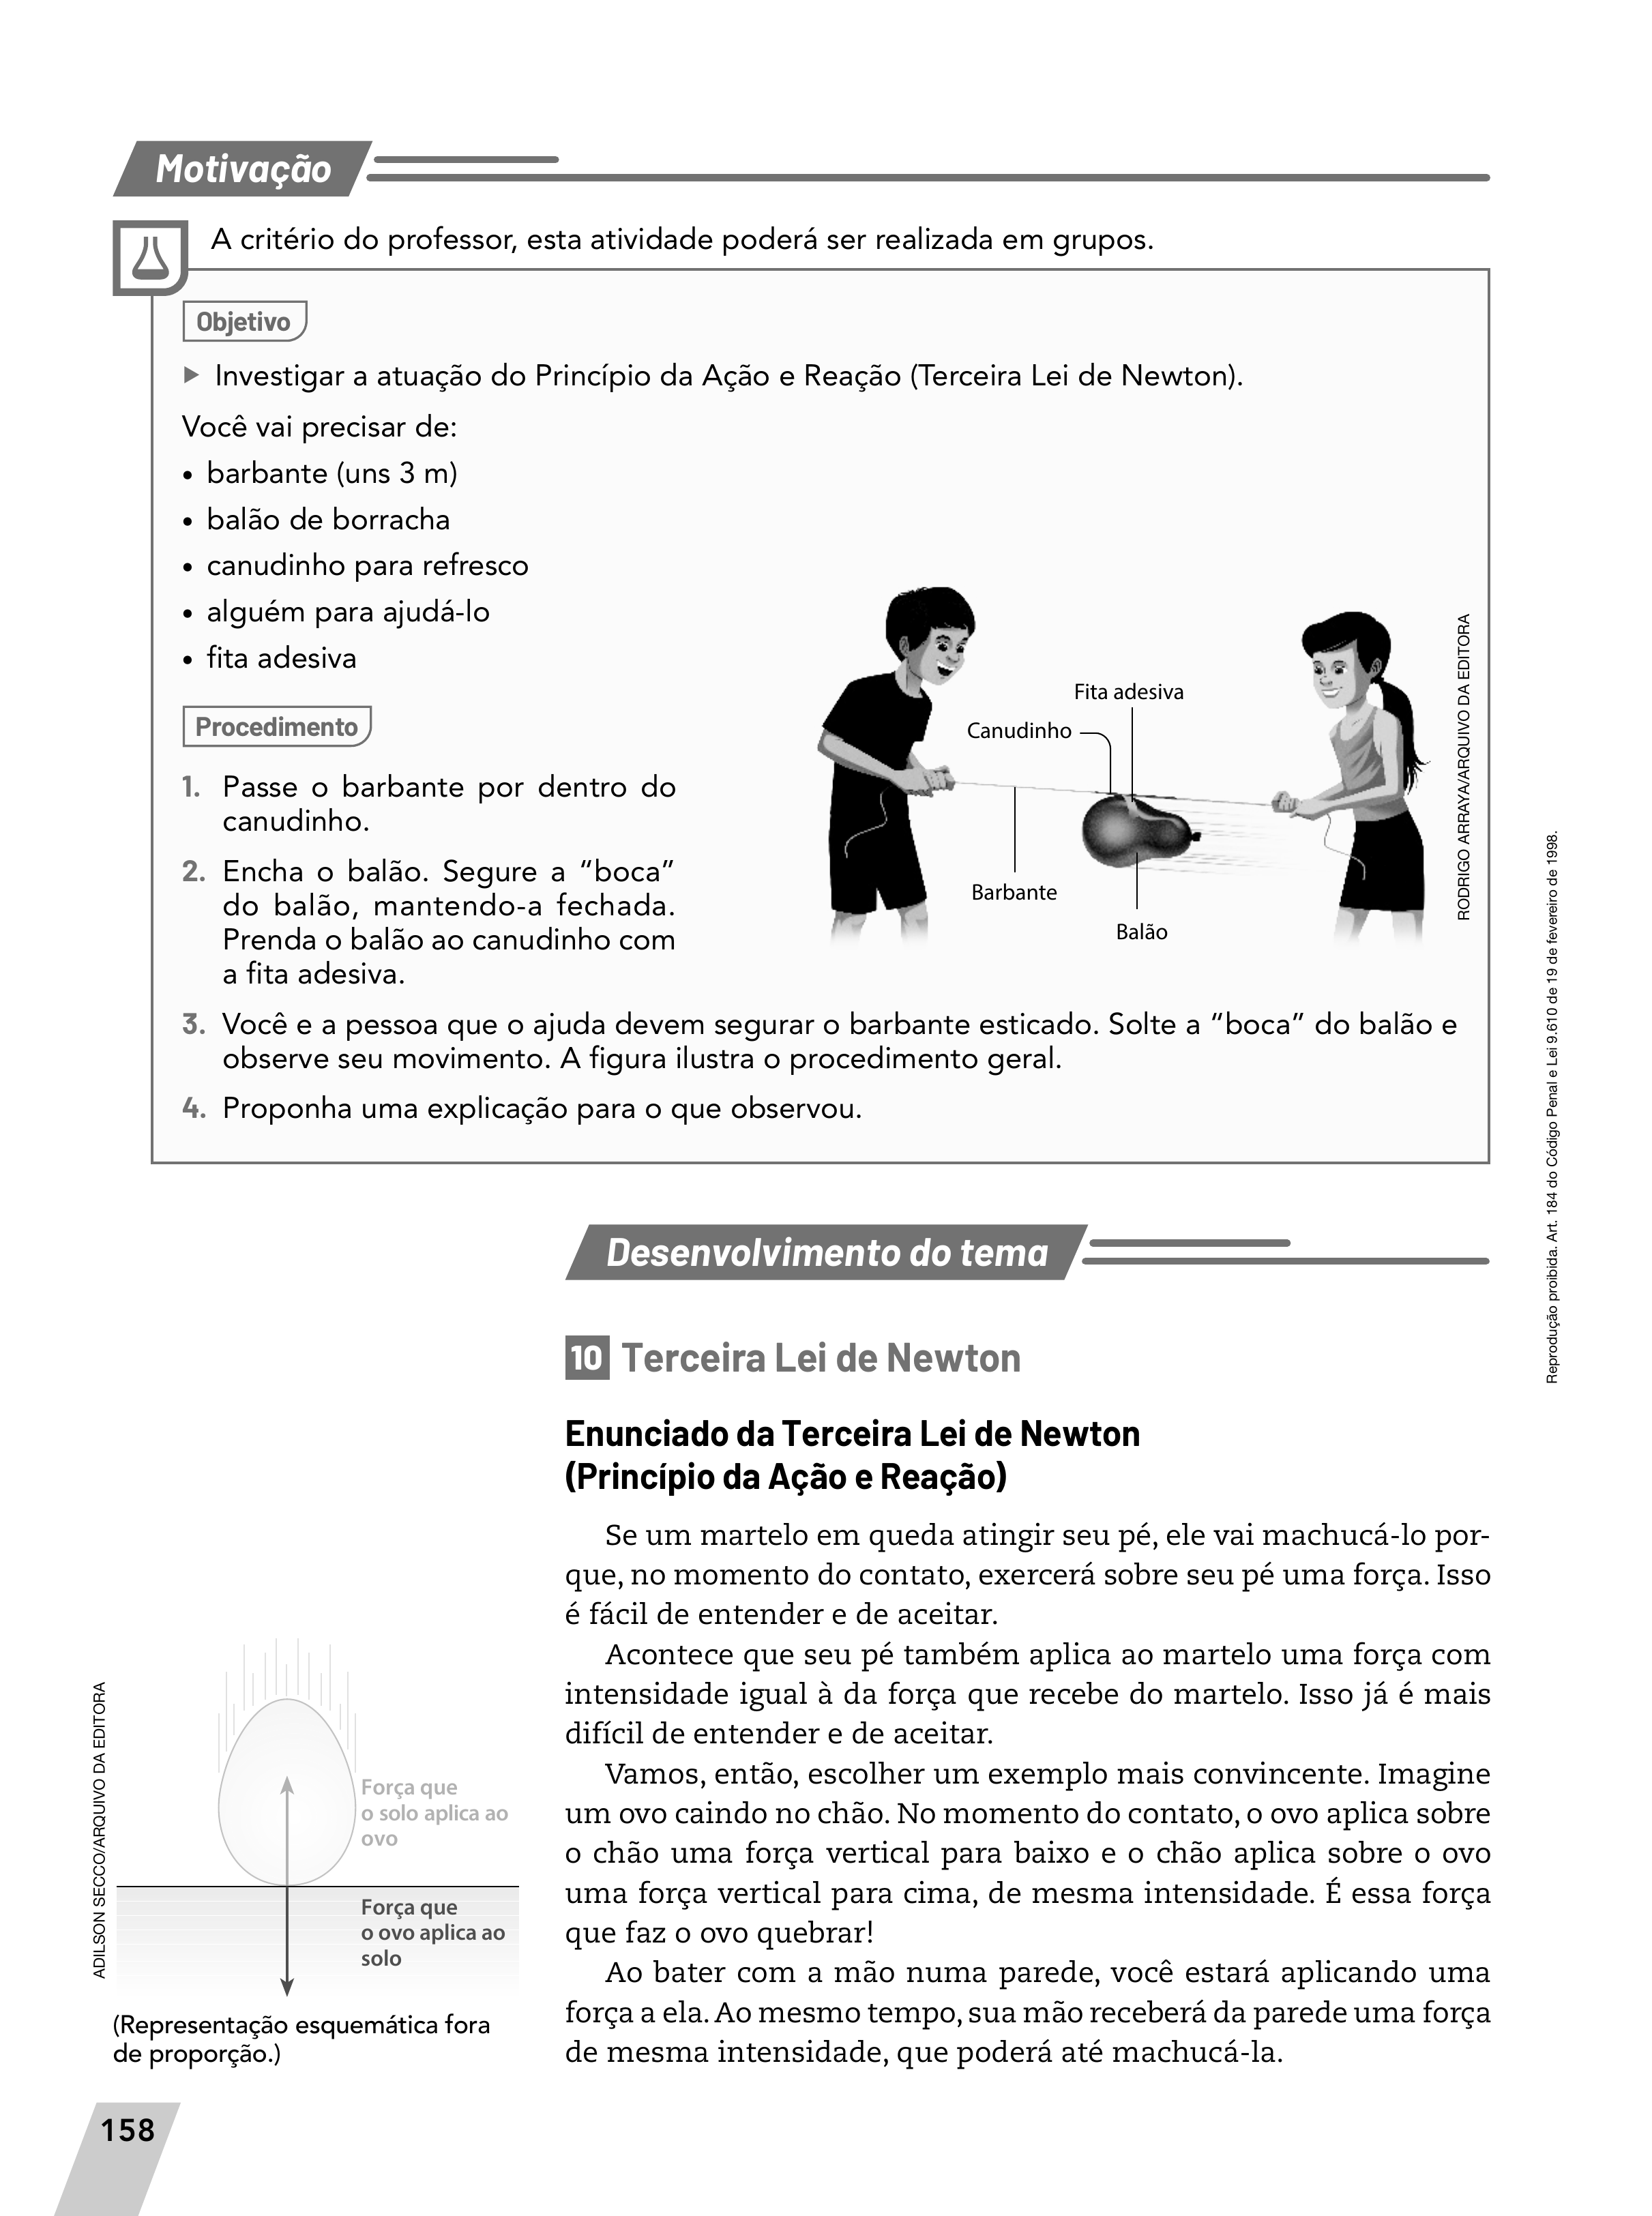 Motivação
A critério do professor, esta atividade poderá ser realizada em grupos.
Objetivo
Investigar a atuação do Princípio da Ação e Reação (Terceira Lei de Newton).
Você vai precisar de:
• barbante (uns 3 m)
• balão de borracha
• canudinho para refresco
• alguém para ajudá-lo
• fita adesiva
Procedimento
1. Passe o barbante por dentro do
canudinho.
2. Encha o balão. Segure a “boca”
do balão, mantendo-a fechada.
Prenda o balão ao canudinho com
a fita adesiva.
Fita adesiva
Canudinho
Barbante
Balão
RODRIGO ARRAYA/ARQUIVO DA EDITORA
3. Você e a pessoa que o ajuda devem segurar o barbante esticado. Solte a “boca” do balão e
observe seu movimento. A figura ilustra o procedimento geral.
4. Proponha uma explicação para o que observou.
Reprodução proibida. Art. 184 do Código Penal e Lei 9.610 de 19 de fevereiro de 1998.
Desenvolvimento do tema
10 Terceira Lei de Newton
Enunciado da Terceira Lei de Newton
(Princípio da Ação e Reação)
Se um martelo em queda atingir seu pé, ele vai machucá-lo por-
que, no momento do contato, exercerá sobre seu pé uma força. Isso
é fácil de entender e de aceitar.
Acontece que seu pé também aplica ao martelo uma força com
intensidade igual à da força que recebe do martelo. Isso já é mais
difícil de entender e de aceitar.
Vamos, então, escolher um exemplo mais convincente. Imagine
um ovo caindo no chão. No momento do contato, o ovo aplica sobre
o chão uma força vertical para baixo e o chão aplica sobre o ovo
uma força vertical para cima, de mesma intensidade. É essa força
que faz o ovo quebrar!
Ao bater com a mão numa parede, você estará aplicando uma
força a ela. Ao mesmo tempo, sua mão receberá da parede uma força
de mesma intensidade, que poderá até machucá-la.
ADILSON SECCO/ARQUIVO DA EDITORA
Força que
o solo aplica ao
ovo
Força que
o ovo aplica ao
solo
(Representação esquemática fora
de proporção.)
158